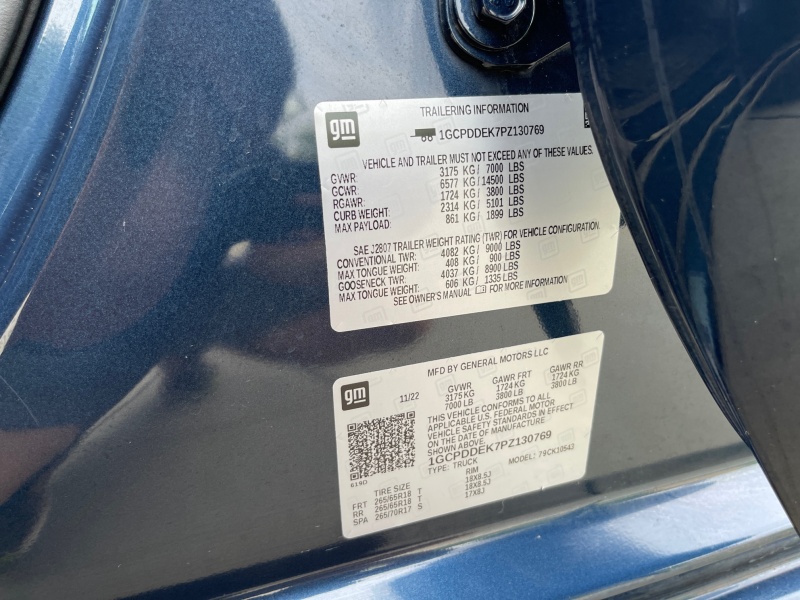 gm
TRAILERING INFORMATION
1GCPDDEK7PZ130769
VEHICLE AND TRAILER MUST NOT EXCEED ANY OF THESE VALUES.
GVWR: 3175 KG/ 7000 LBS
GCWR: 6577 KG/ 14500 LBS
RGAWR: 1724 KG/ 3800 LBS
CURB WEIGHT: 2314 KG/ 5101 LBS
MAX PAYLOAD: 861 KG/ 1899 LBS
SAE J2807 TRAILER WEIGHT RATING (TWR) FOR VEHICLE CONFIGURATION.
CONVENTIONAL TWR: 4082 KG/ 9000 LBS
MAX TONGUE WEIGHT: 408 KG/ 900 LBS
GOOSENECK TWR: 4037 KG/ 8900 LBS
MAX TONGUE WEIGHT: 606 KG/ 1335 LBS
SEE OWNER'S MANUAL FOR MORE INFORMATION
gm
MFD BY GENERAL MOTORS LLC
11/22
GVWR GAWR FRT GAWR RR
3175 KG 1724 KG 1724 KG
7000 LB 3800 LB 3800 LB
THIS VEHICLE CONFORMS TO ALL
APPLICABLE U.S. FEDERAL MOTOR
VEHICLE SAFETY STANDARDS IN EFFECT
ON THE DATE OF MANUFACTURE
SHOWN ABOVE.
1GCPDDEK7PZ130769
TYPE: TRUCK MODEL: 79CK10543
TIRE SIZE RIM
FRT 265/65R18 T 18X8.5J
RR 265/65R18 T 18X8.5J
SPA 265/70R17 S 17X8J